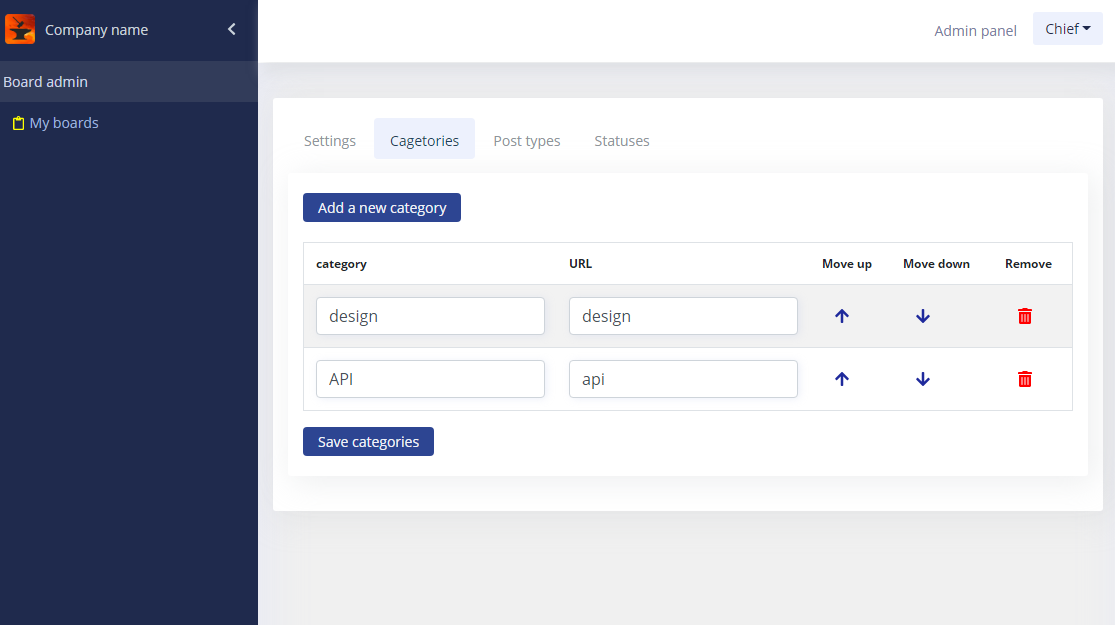 Company name
Admin panel
Chief
Board admin
My boards
Settings
Cagetories
Post types
Statuses
Add a new category
category URL Move up Move down Remove
design design
API api
Save categories